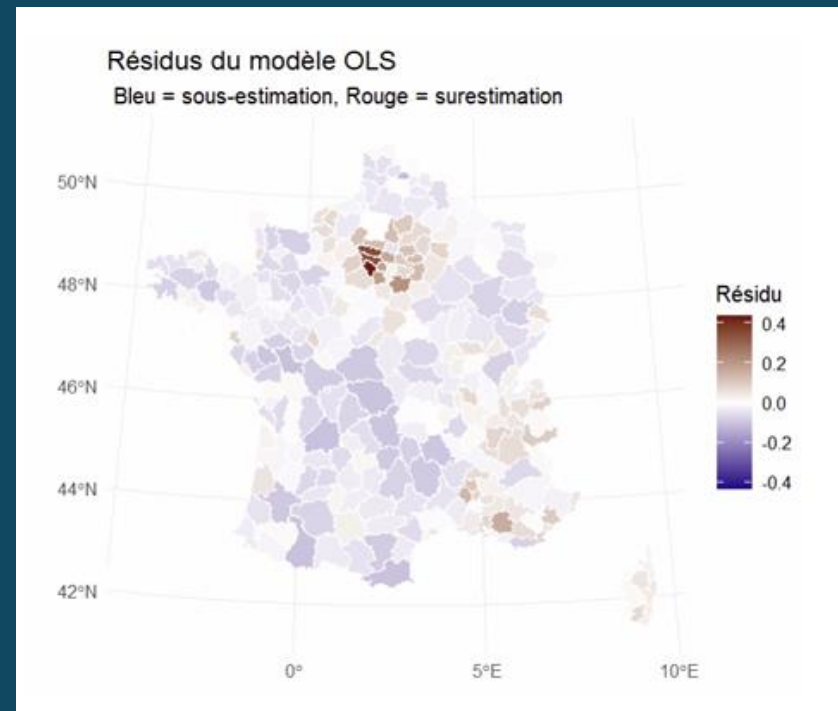 Résidus du modèle OLS
Bleu = sous-estimation, Rouge = surestimation
50°N
48°N
46°N
44°N
42°N
0°
5°E
10°E
Résidu
0.4
0.2
0.0
-0.2
-0.4